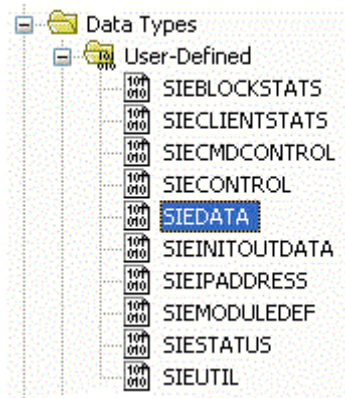 Data Types
User-Defined
SIEBLOCKSTATS
SIECLIENTSTATS
SIECMDCONTROL
SIECONTROL
SIEDATA
SIEINITOUTDATA
SIEIPADDRESS
SIEMODULEDEF
SIESTATUS
SIEUTIL